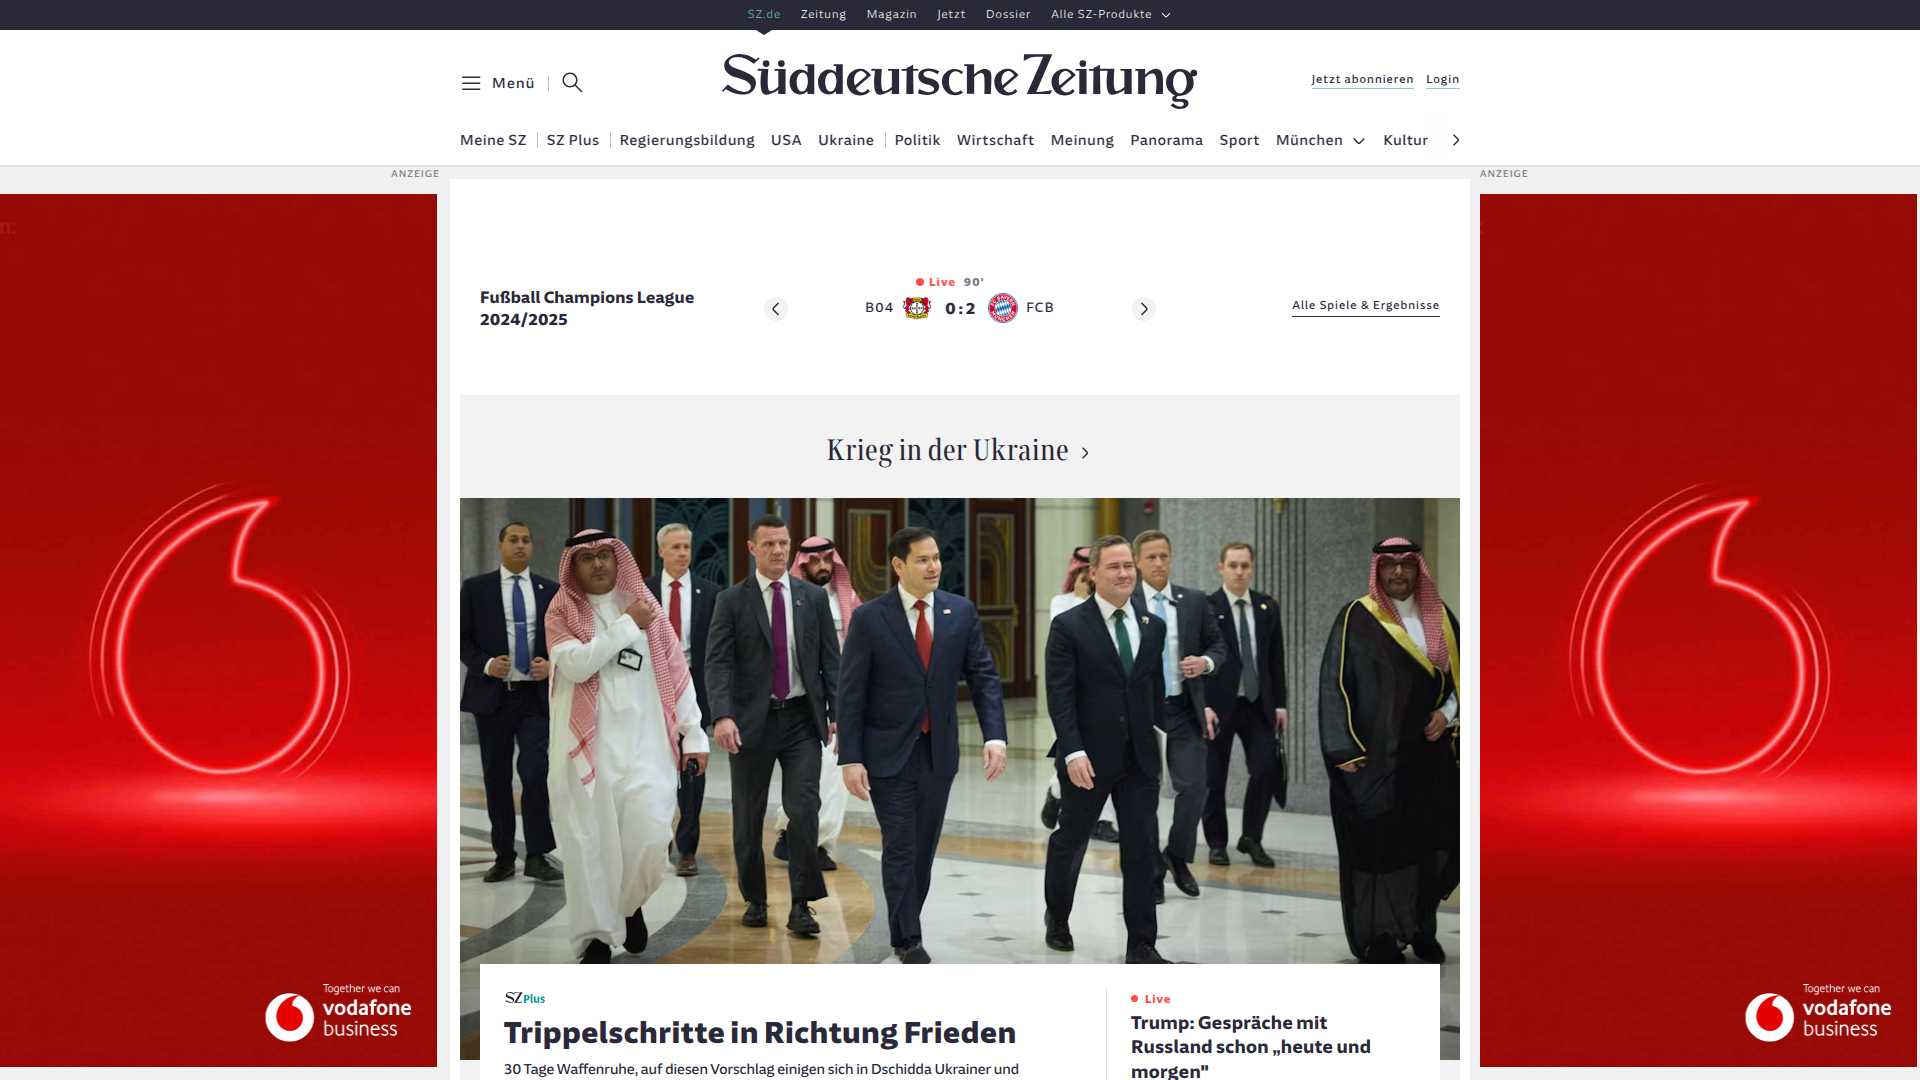 SZ.de Zeitung Magazin Jetzt Dossier Alle SZ-Produkte
Menü
Süddeutsche Zeitung
Jetzt abonnieren Login
Meine SZ SZ Plus Regierungsbildung USA Ukraine Politik Wirtschaft Meinung Panorama Sport München Kultur
ANZEIGE
ANZEIGE
Fußball Champions League
2024/2025
Live 90'
B04 0:2 FCB
Alle Spiele & Ergebnisse
Krieg in der Ukraine
SZ Plus
Trippelschritte in Richtung Frieden
30 Tage Waffenruhe, auf diesen Vorschlag einigen sich in Dschidda Ukrainer und
Live
Trump: Gespräche mit
Russland schon „heute und
morgen"
Together we can
vodafone
business
Together we can
vodafone
business